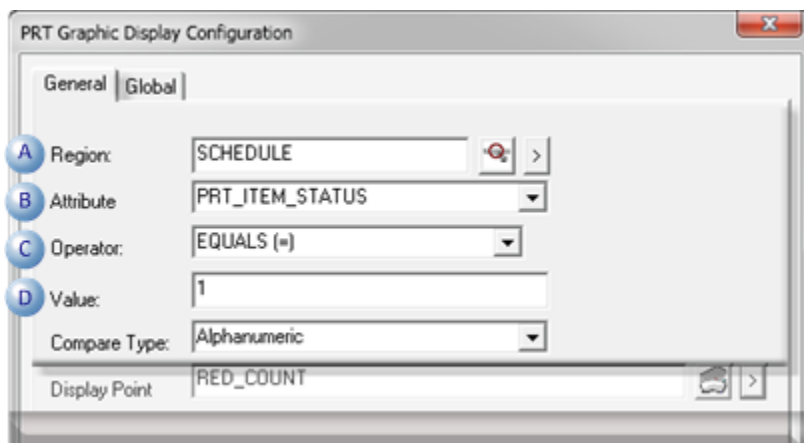 PRT Graphic Display Configuration
General Global
A Region: SCHEDULE >
B Attribute PRT_ITEM_STATUS
C Operator: EQUALS (=)
D Value: 1
Compare Type: Alphanumeric
Display Point RED_COUNT >